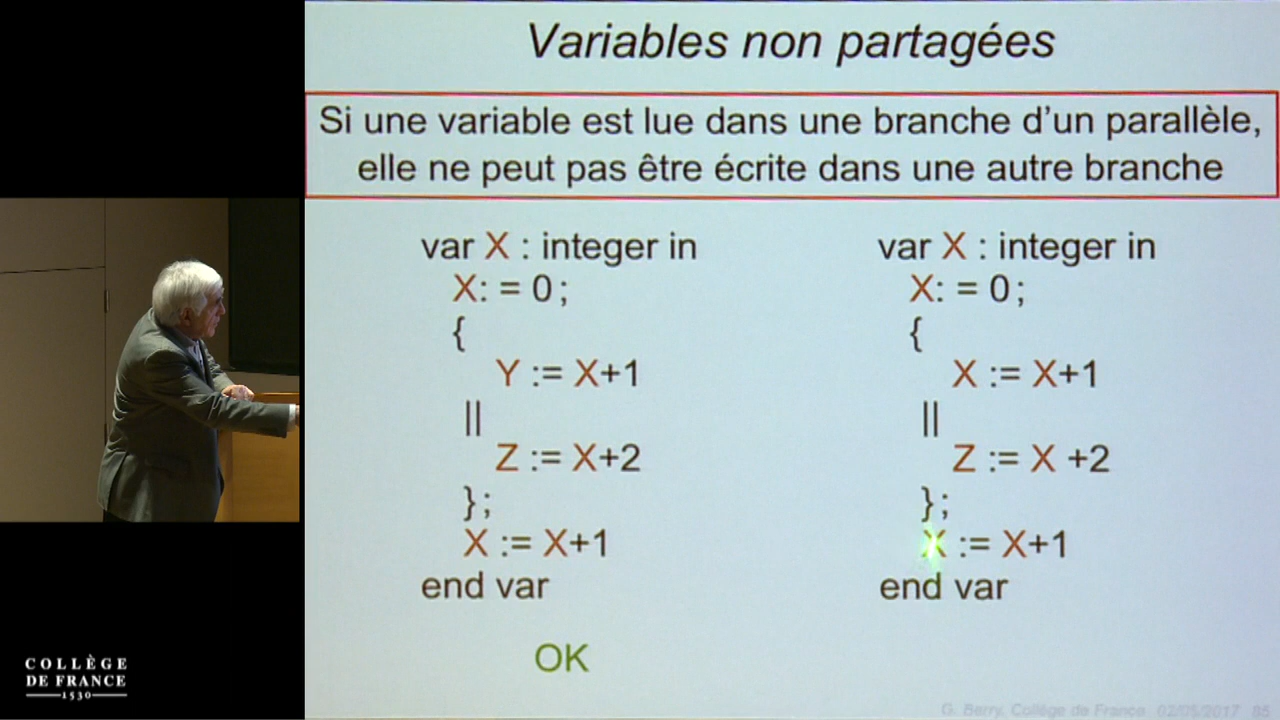 Variables non partagées
Si une variable est lue dans une branche d'un parallèle,
elle ne peut pas être écrite dans une autre branche
var X : integer in
X: = 0 ;
{
Y := X+1
||
Z := X+2
};
X := X+1
end var
OK
var X : integer in
X: = 0 ;
{
X := X+1
||
Z := X +2
};
X := X+1
end var
COLLÈGE
DE FRANCE
1530
G. Berry, Collège de France 02/05/2017 85